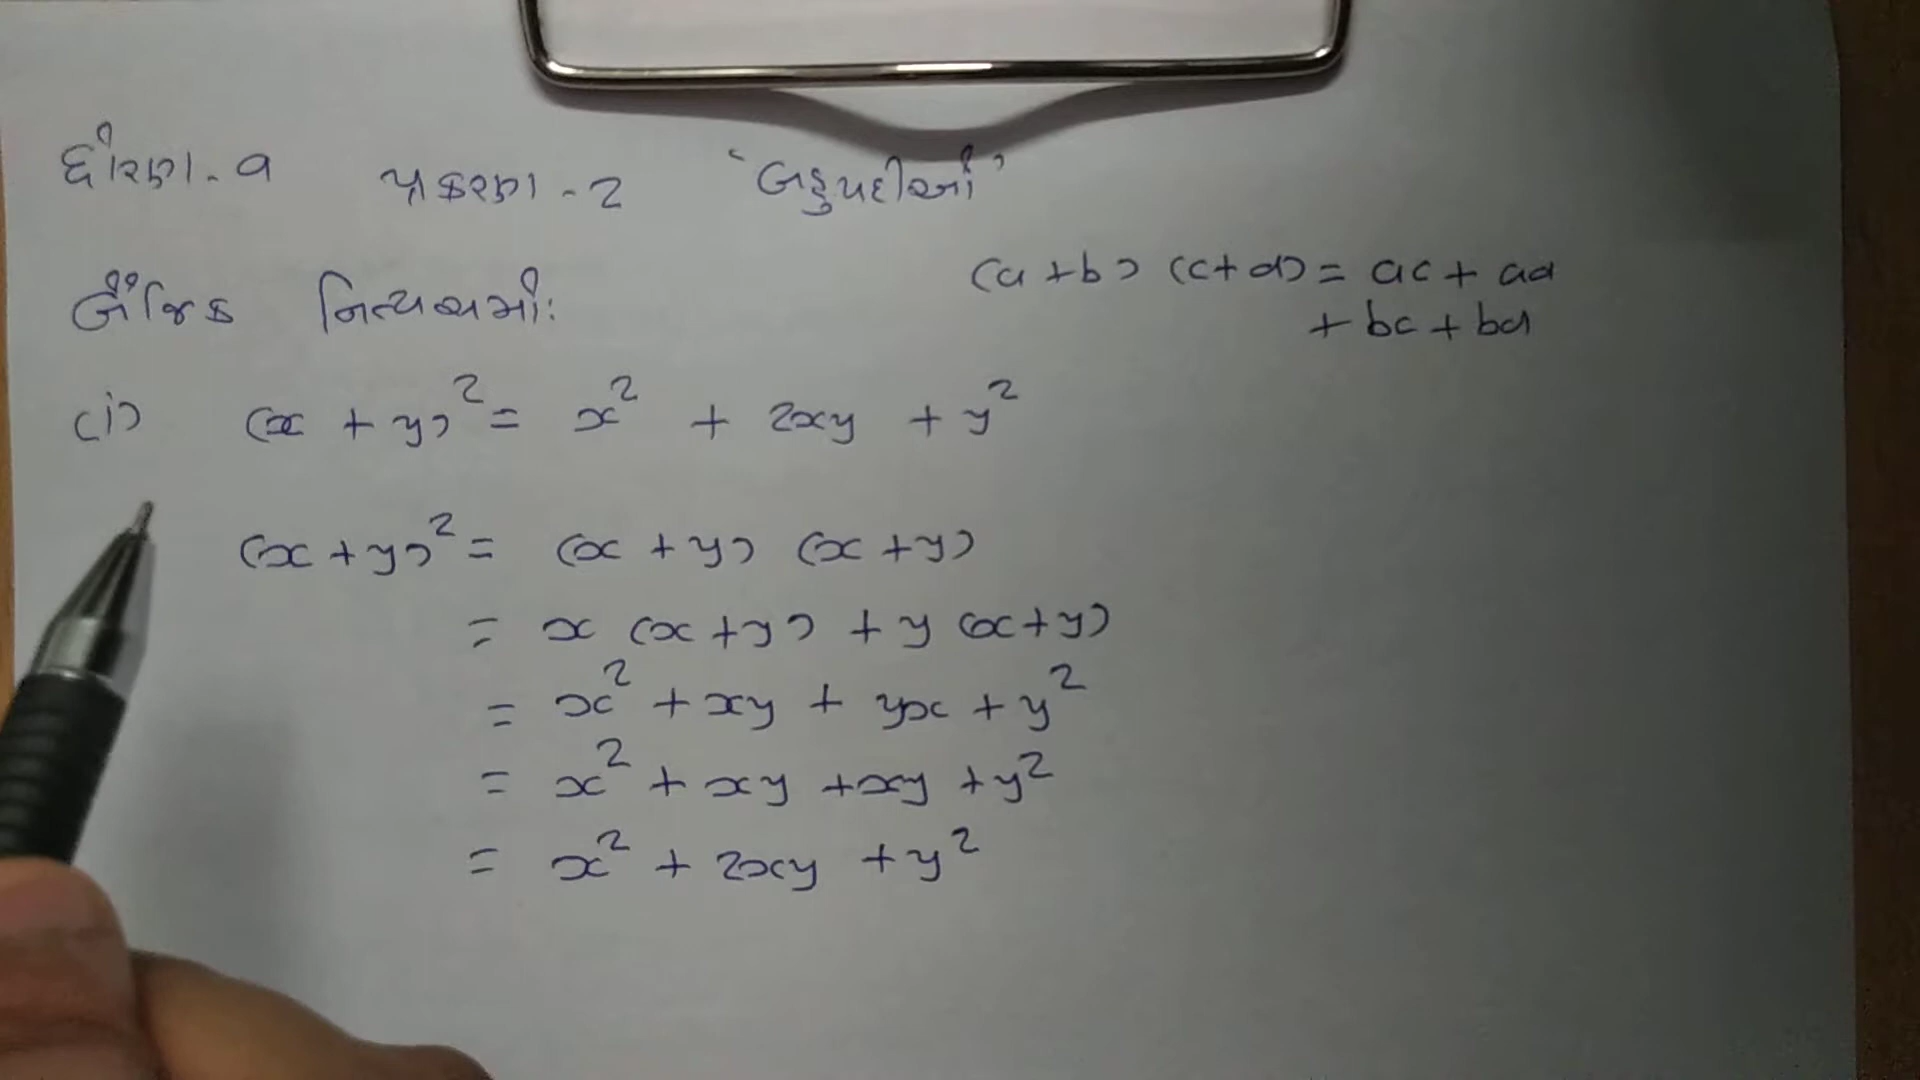 ધોરણ-૯ પ્રકરણ-2 'બહુપદીઓ'
(a+b) (c+d) = ac + ad
+ bc + bd
બૈજિક નિત્યસમો:
(i) (x + y)² = x² + 2xy + y²
(x+y)² = (x + y) (x + y)
= x (x+y) + y (x+y)
= x² + xy + yx + y²
= x² + xy + xy + y²
= x² + 2xy + y²